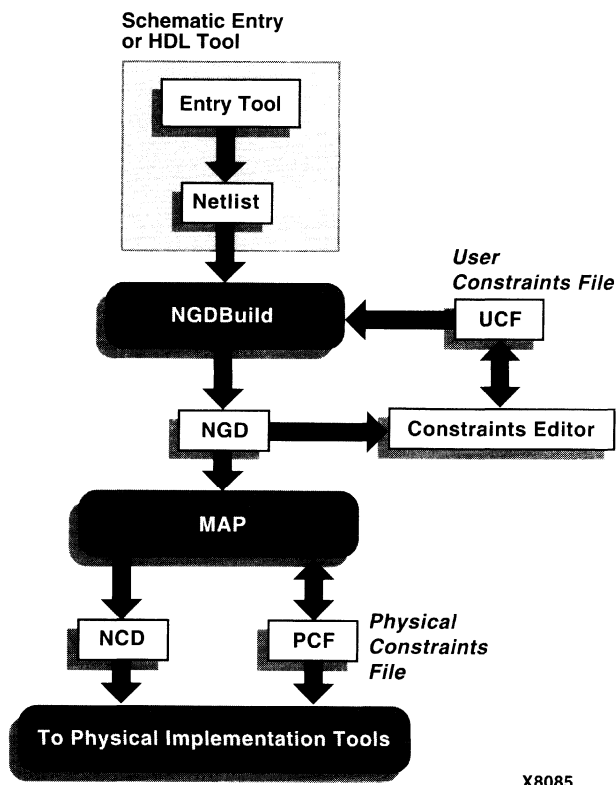 Schematic Entry
or HDL Tool
Entry Tool
Netlist
User
Constraints File
NGDBuild
UCF
NGD
Constraints Editor
MAP
NCD
PCF
Physical
Constraints
File
To Physical Implementation Tools
X8085